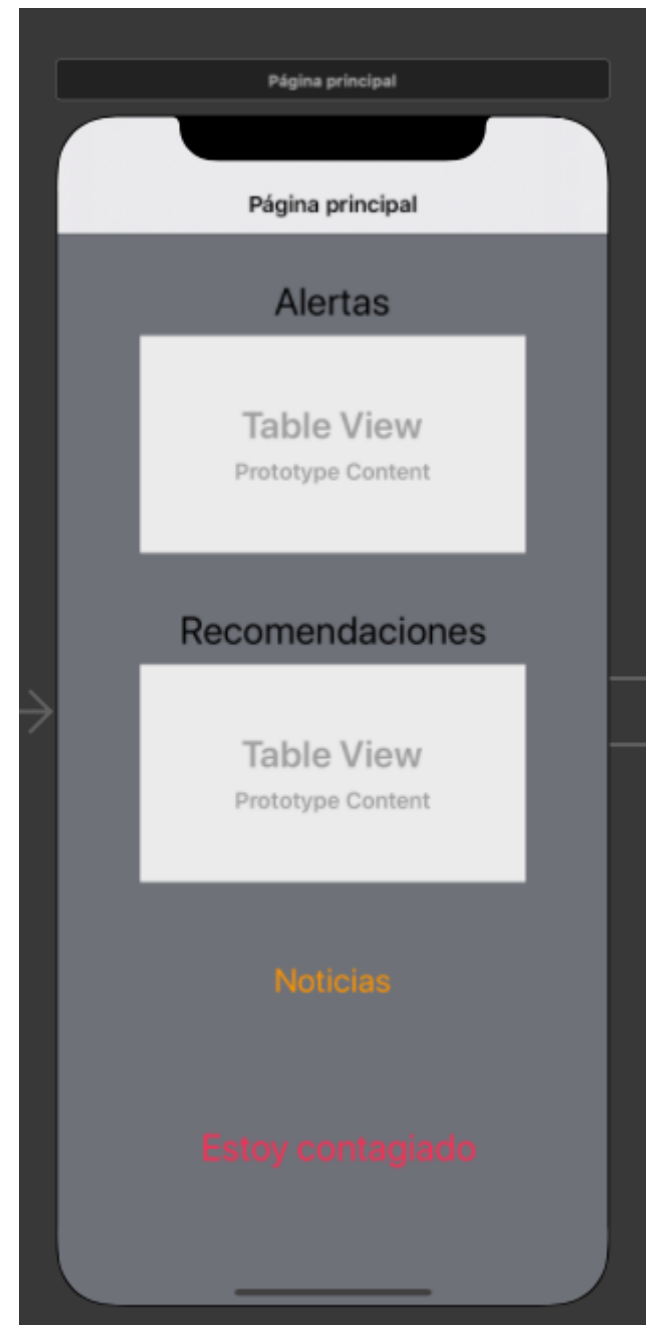 Página principal
Página principal
Alertas
Table View
Prototype Content
Recomendaciones
Table View
Prototype Content
Noticias
Estoy contagiado